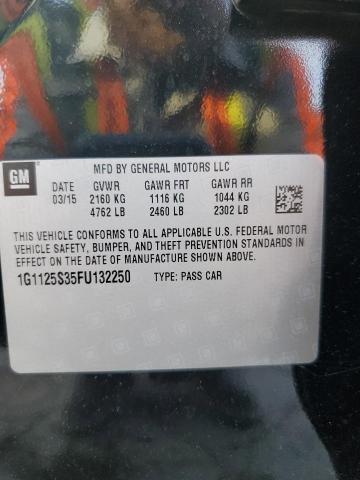 GM
MFD BY GENERAL MOTORS LLC
DATE GVWR GAWR FRT GAWR RR
03/15 2160 KG 1116 KG 1044 KG
4762 LB 2460 LB 2302 LB
THIS VEHICLE CONFORMS TO ALL APPLICABLE U.S. FEDERAL MOTOR
VEHICLE SAFETY, BUMPER, AND THEFT PREVENTION STANDARDS IN
EFFECT ON THE DATE OF MANUFACTURE SHOWN ABOVE.
1G1125S35FU132250 TYPE: PASS CAR